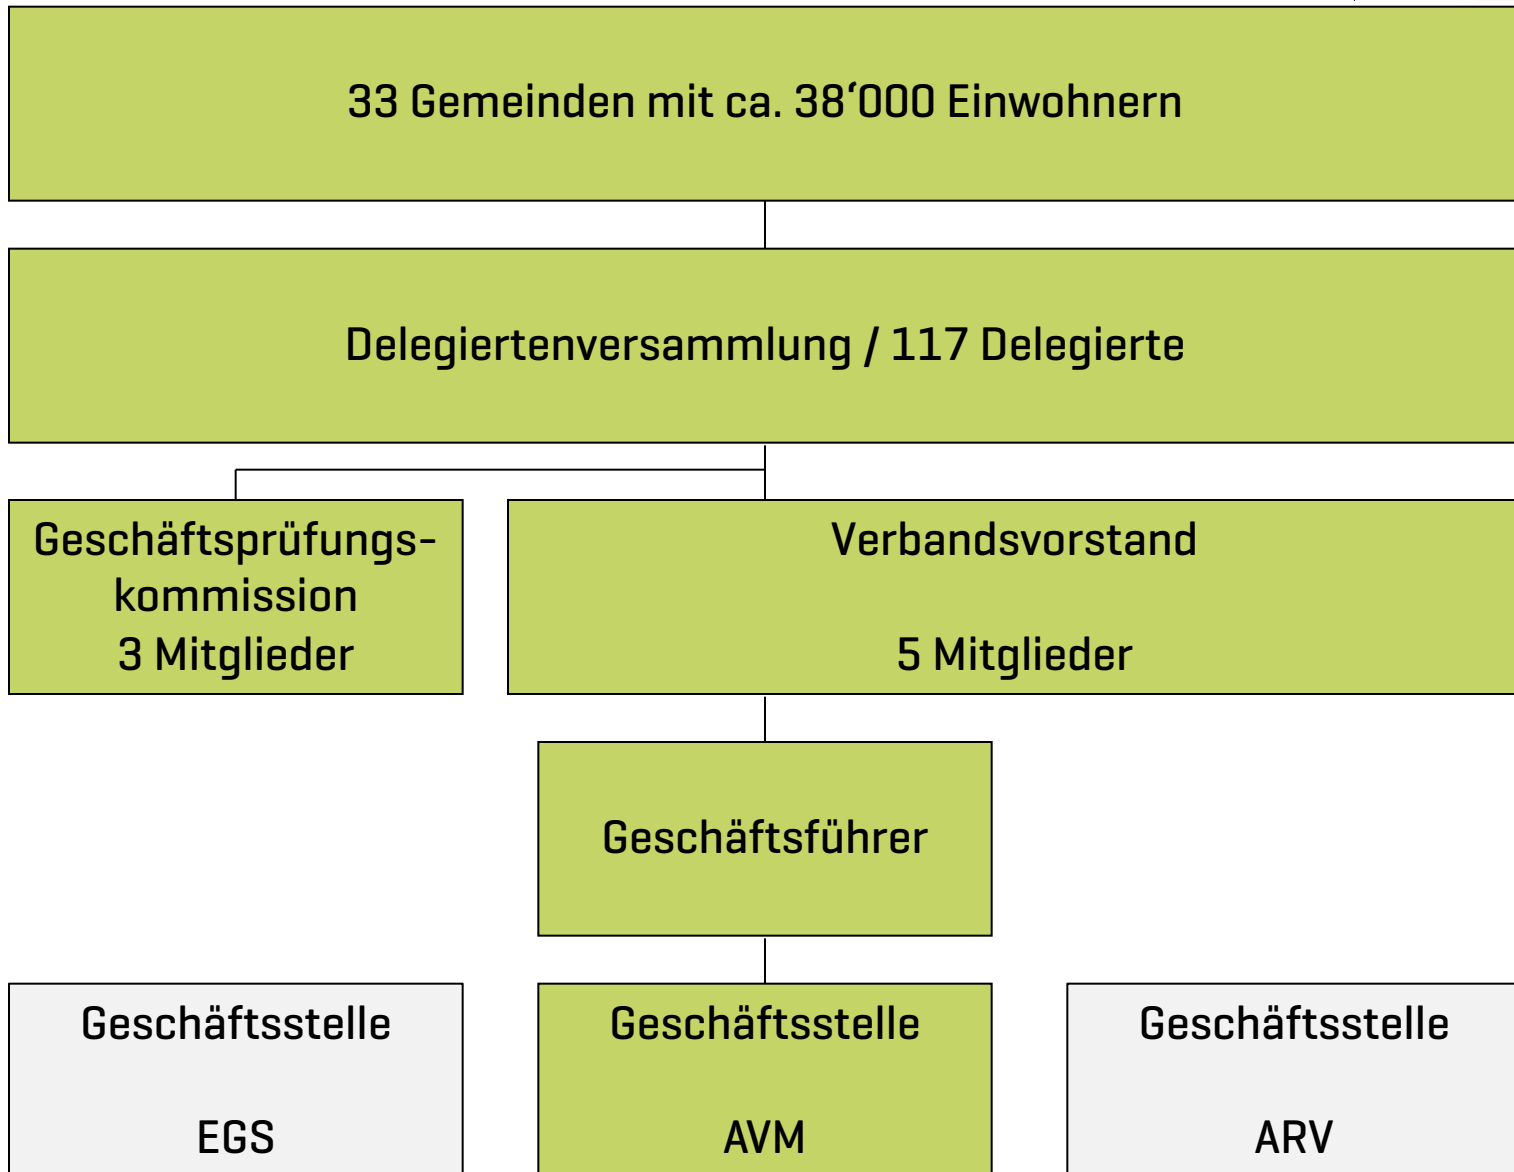 33 Gemeinden mit ca. 38‘000 Einwohnern
Delegiertenversammlung / 117 Delegierte
Geschäftsprüfungs-
kommission
3 Mitglieder
Verbandsvorstand
5 Mitglieder
Geschäftsführer
Geschäftsstelle
EGS
Geschäftsstelle
AVM
Geschäftsstelle
ARV